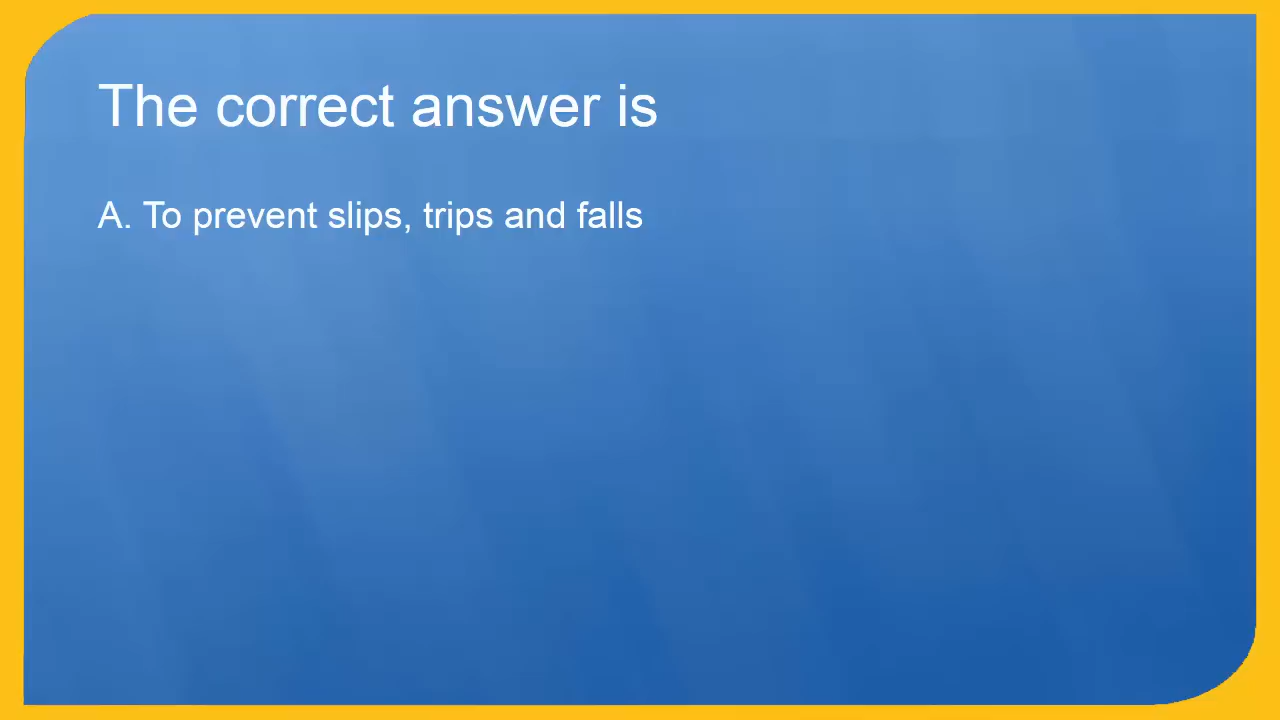 The correct answer is
A. To prevent slips, trips and falls